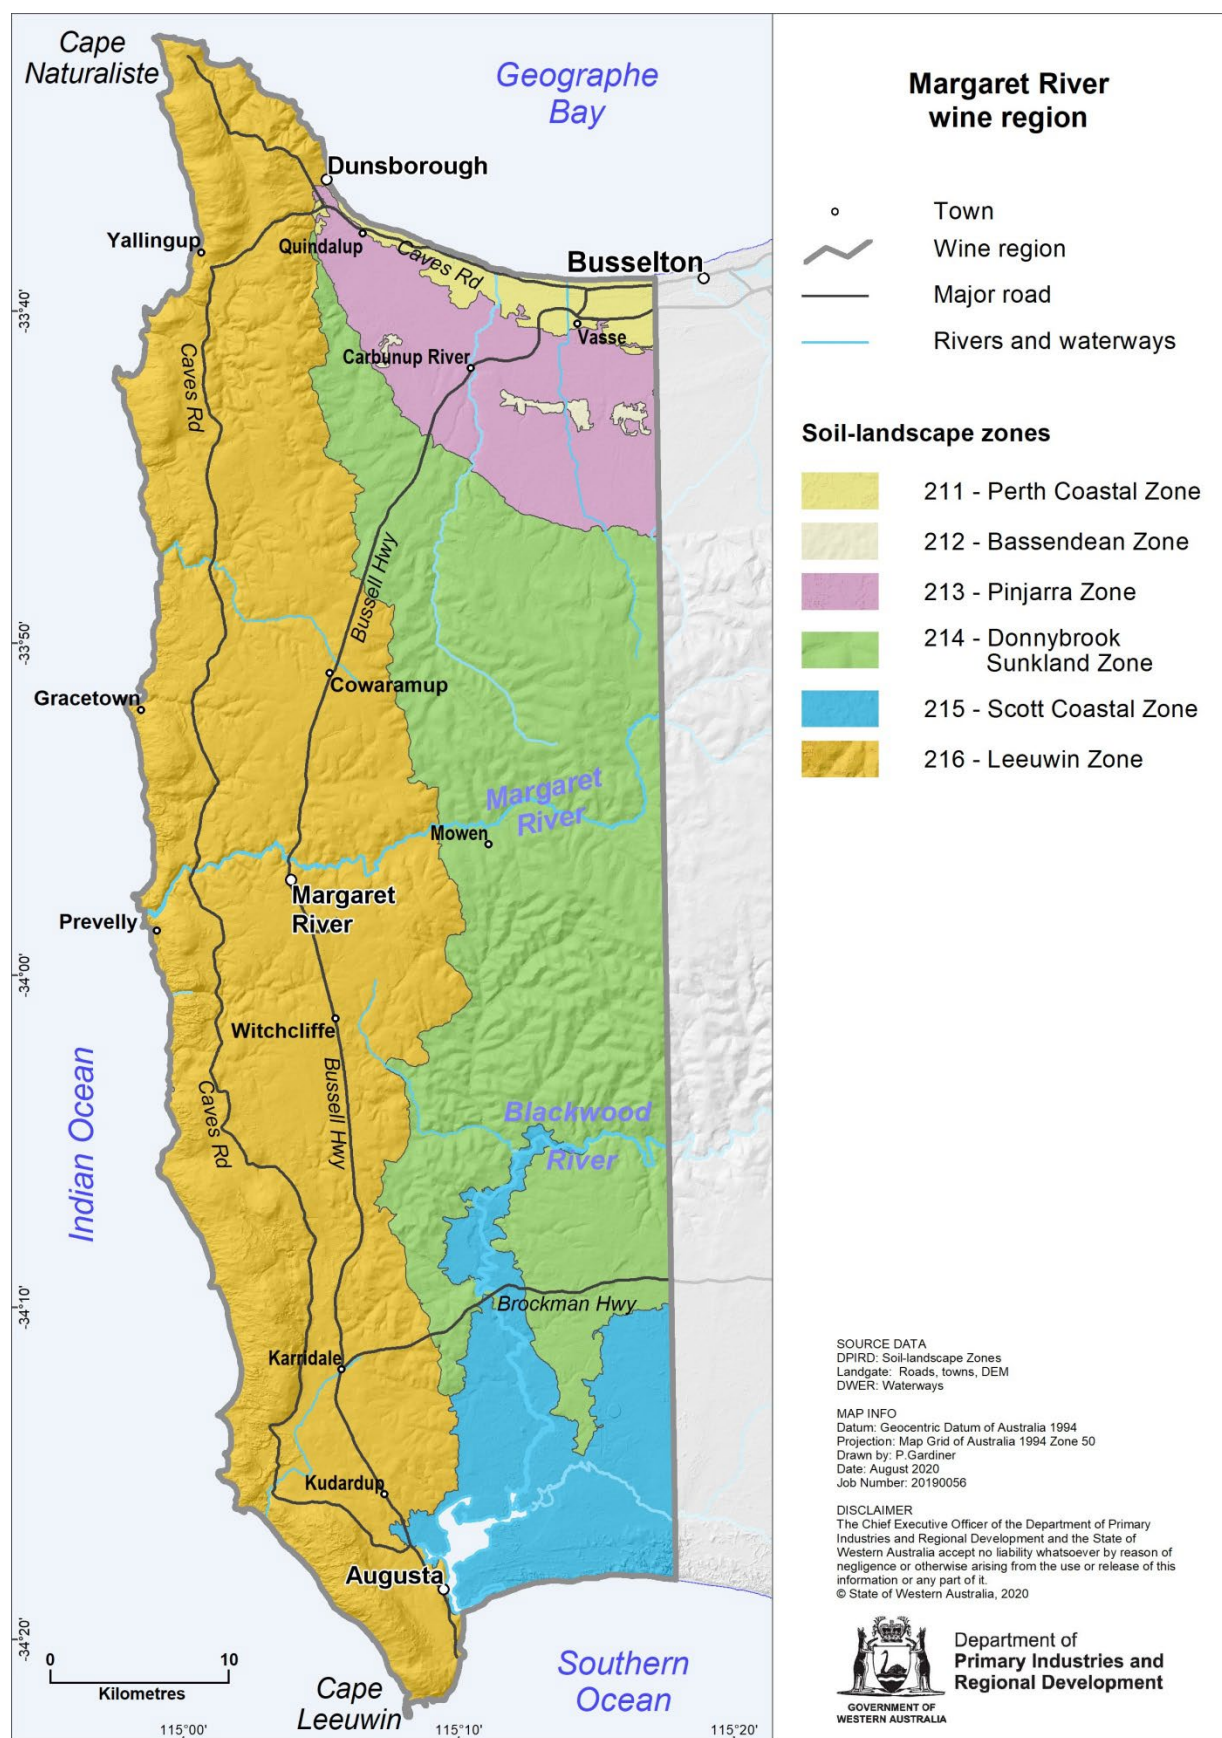 Cape
Naturaliste
Geographe
Bay
Dunsborough
Yallingup
Quindalup
Caves Rd
Busselton
Vasse
Carbunup River
Caves Rd
Bussell Hwy
Cowaramup
Gracetown
Margaret
River
Mowen
Margaret
River
Prevelly
Witchcliffe
Indian Ocean
Caves Rd
Bussell Hwy
Blackwood
River
Brockman Hwy
Karridale
Kudardup
Augusta
Cape
Leeuwin
Southern
Ocean
-33°40'
-33°50'
-34°00'
-34°10'
-34°20'
0 10
Kilometres
115°00'
115°10'
115°20'
Margaret River
wine region
Town
Wine region
Major road
Rivers and waterways
Soil-landscape zones
211 - Perth Coastal Zone
212 - Bassendean Zone
213 - Pinjarra Zone
214 - Donnybrook
Sunkland Zone
215 - Scott Coastal Zone
216 - Leeuwin Zone
SOURCE DATA
DPIRD: Soil-landscape Zones
Landgate: Roads, towns, DEM
DWER: Waterways
MAP INFO
Datum: Geocentric Datum of Australia 1994
Projection: Map Grid of Australia 1994 Zone 50
Drawn by: P.Gardiner
Date: August 2020
Job Number: 20190056
DISCLAIMER
The Chief Executive Officer of the Department of Primary
Industries and Regional Development and the State of
Western Australia accept no liability whatsoever by reason of
negligence or otherwise arising from the use or release of this
information or any part of it.
© State of Western Australia, 2020
GOVERNMENT OF
WESTERN AUSTRALIA
Department of
Primary Industries and
Regional Development